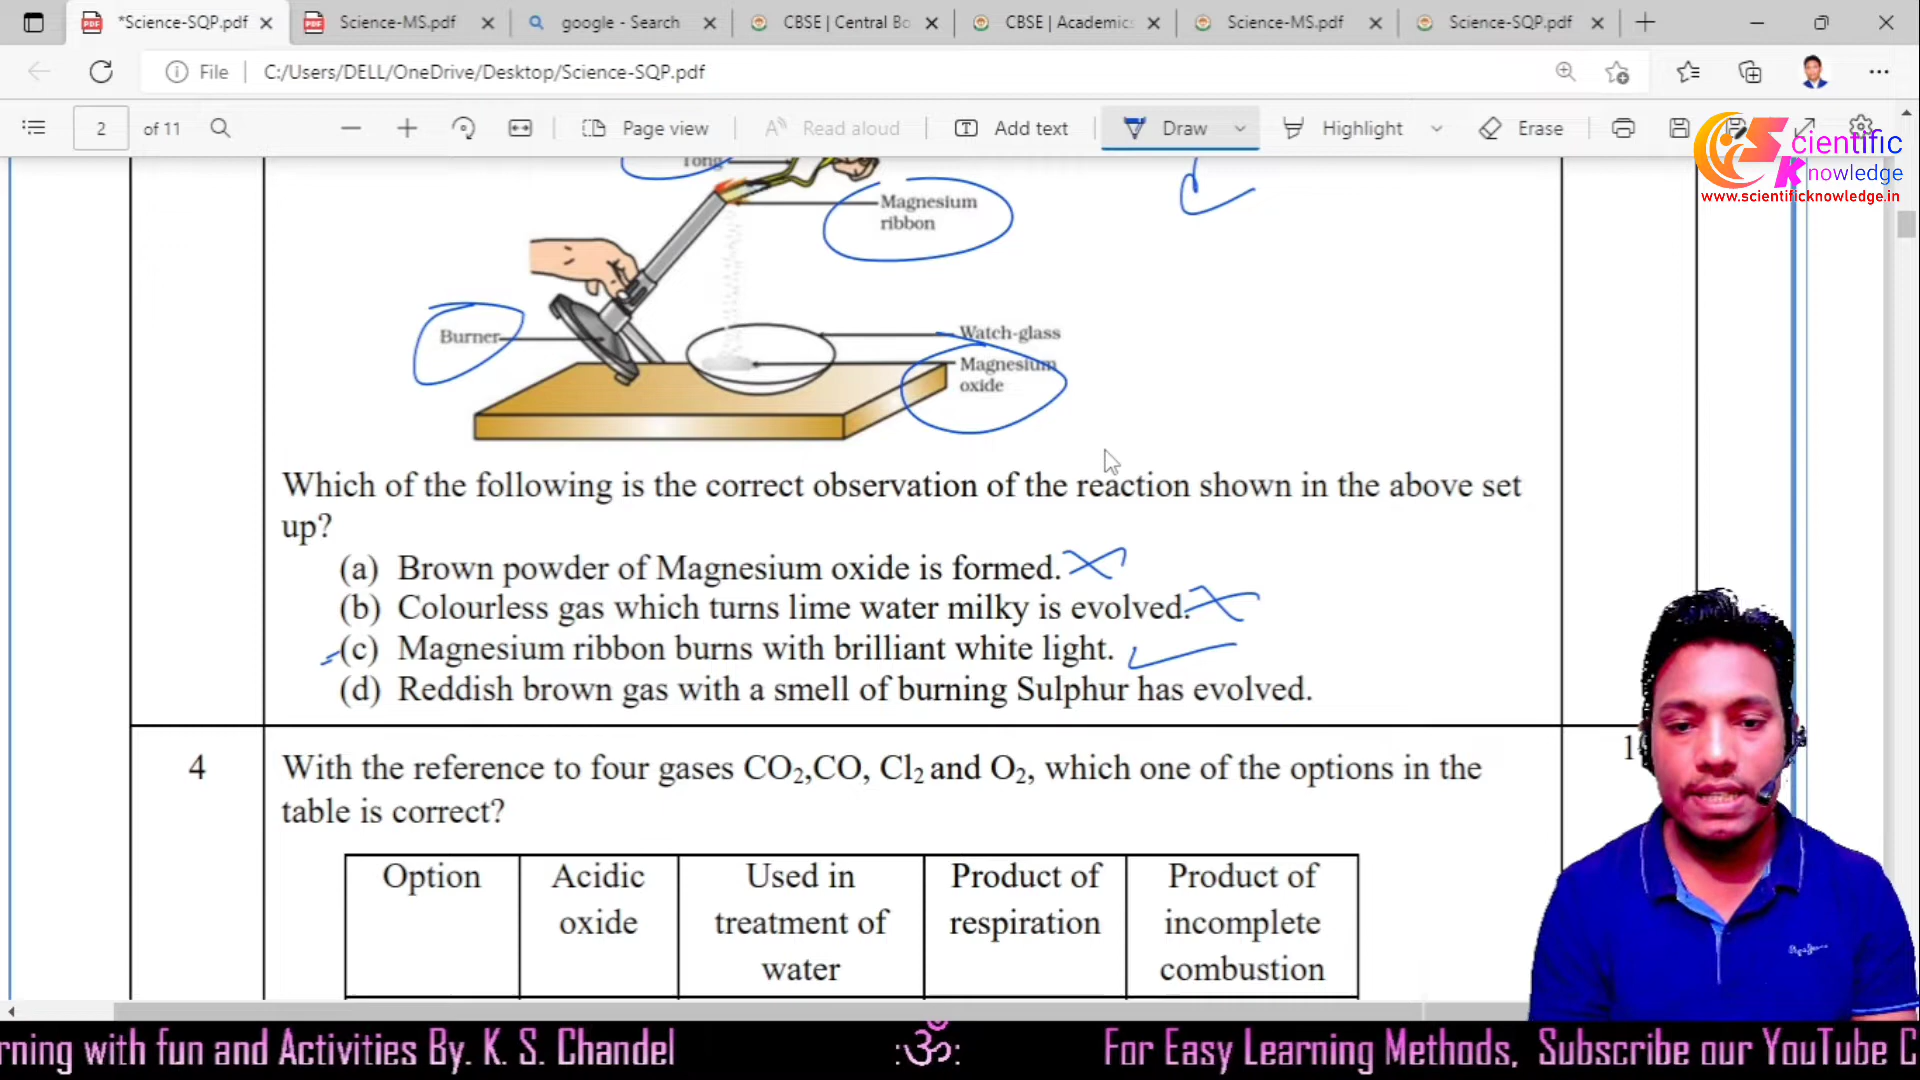 *Science-SQP.pdf
Science-MS.pdf
google - Search
CBSE | Central Bo
CBSE | Academics
Science-MS.pdf
Science-SQP.pdf
File
C:/Users/DELL/OneDrive/Desktop/Science-SQP.pdf
2
of 11
Page view
Read aloud
Add text
Draw
Highlight
Erase
Scientific
Knowledge
www.scientificknowledge.in
Tong
Magnesium
ribbon
Burner
Watch-glass
Magnesium
oxide
Which of the following is the correct observation of the reaction shown in the above set
up?
(a) Brown powder of Magnesium oxide is formed.
(b) Colourless gas which turns lime water milky is evolved.
(c) Magnesium ribbon burns with brilliant white light.
(d) Reddish brown gas with a smell of burning Sulphur has evolved.
4
1
With the reference to four gases CO₂,CO, Cl₂ and O₂, which one of the options in the
table is correct?
Option
Acidic
oxide
Used in
treatment of
water
Product of
respiration
Product of
incomplete
combustion
rning with fun and Activities By. K. S. Chandel
:ॐ:
For Easy Learning Methods, Subscribe our YouTube C